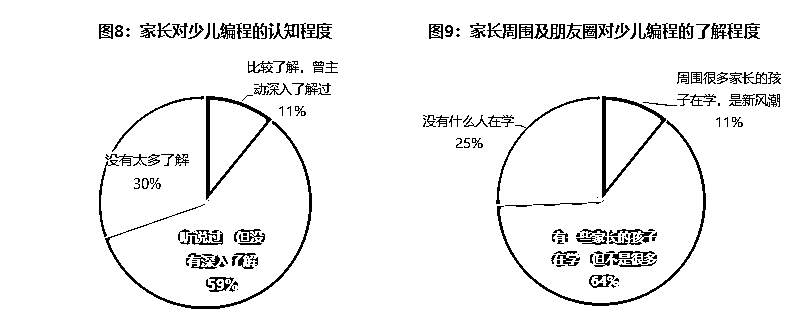 图8：家长对少儿编程的认知程度
比较了解，曾主
动深入了解过
11%
没有太多了解
30%
听说过 但没
有深入了解
59%
图9：家长周围及朋友圈对少儿编程的了解程度
周围很多家长的孩
子在学，是新风潮
11%
没有什么人在学
25%
有一些家长的孩子
在学 但不是很多
64%